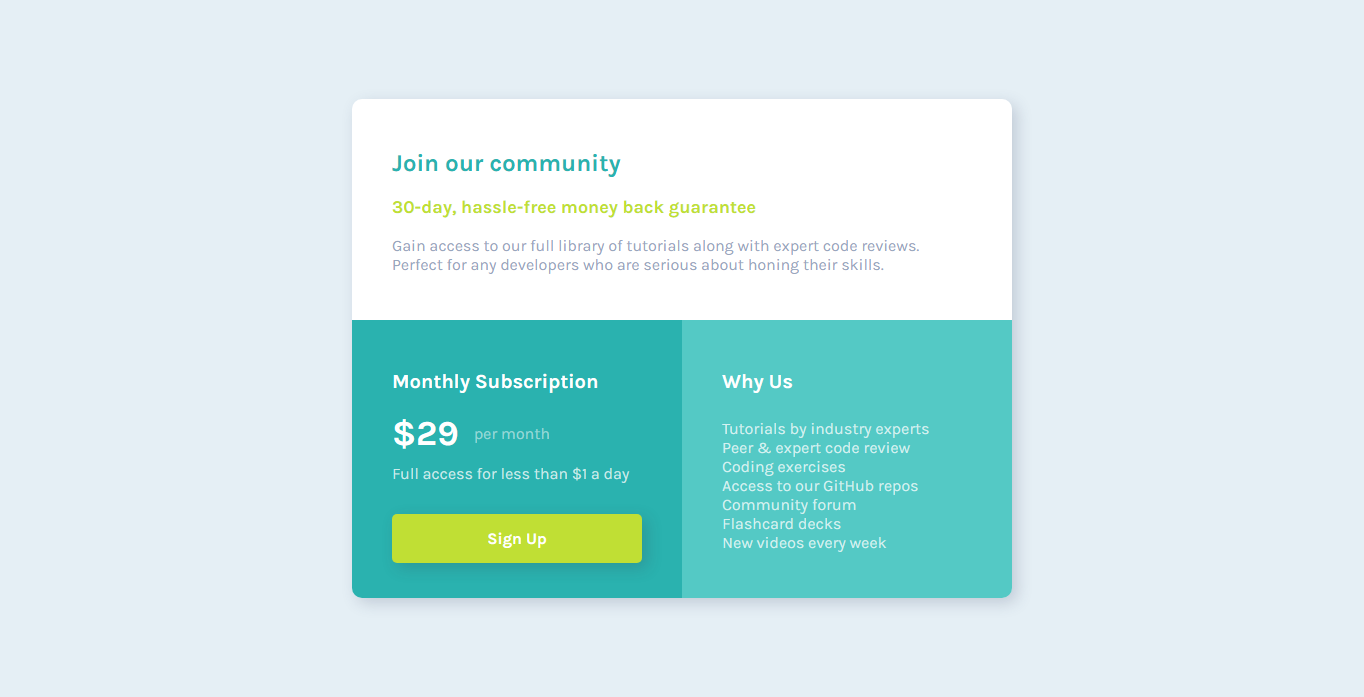 Join our community
30-day, hassle-free money back guarantee
Gain access to our full library of tutorials along with expert code reviews.
Perfect for any developers who are serious about honing their skills.
Monthly Subscription
$29 per month
Full access for less than $1 a day
Sign Up
Why Us
Tutorials by industry experts
Peer & expert code review
Coding exercises
Access to our GitHub repos
Community forum
Flashcard decks
New videos every week